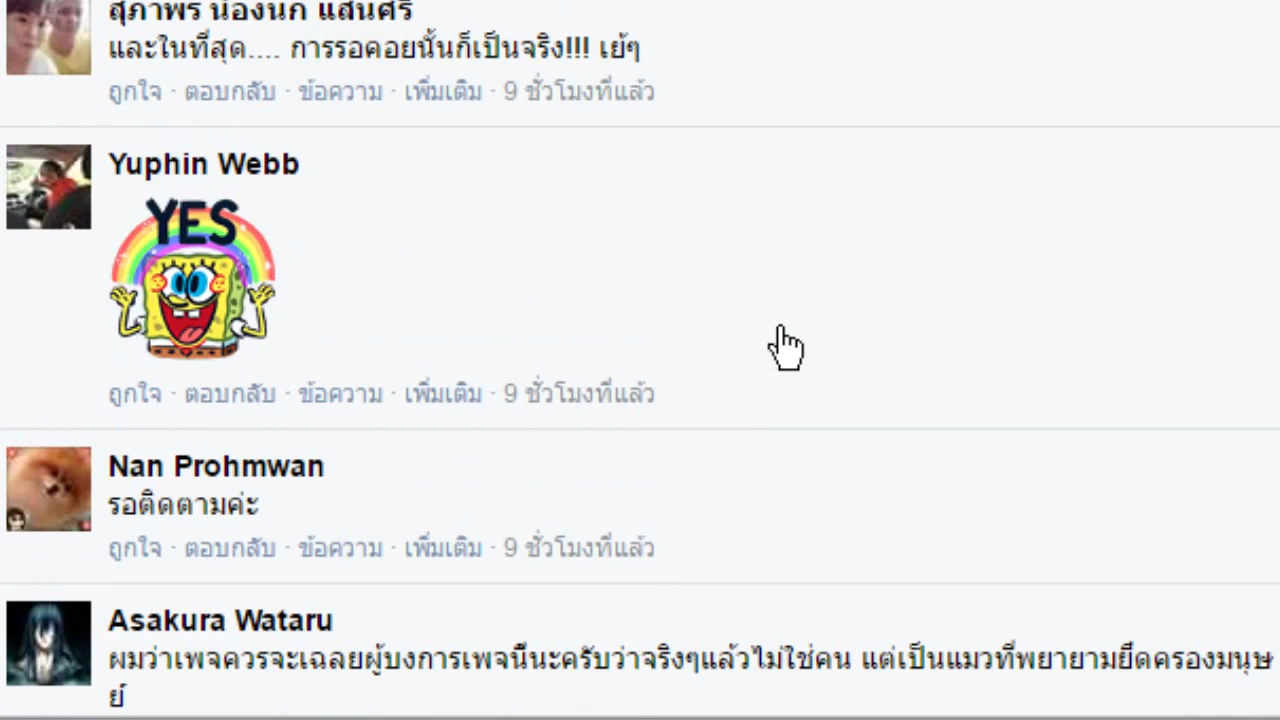 สุภาพร น้องนก แสนศรี
และในที่สุด.... การรอคอยนั้นก็เป็นจริง!!! เย้ๆ
ถูกใจ · ตอบกลับ · ข้อความ · เพิ่มเติม · 9 ชั่วโมงที่แล้ว
Yuphin Webb
YES
ถูกใจ · ตอบกลับ · ข้อความ · เพิ่มเติม · 9 ชั่วโมงที่แล้ว
Nan Prohmwan
รอติดตามค่ะ
ถูกใจ · ตอบกลับ · ข้อความ · เพิ่มเติม · 9 ชั่วโมงที่แล้ว
Asakura Wataru
ผมว่าเพจควรจะเฉลยผู้บงการเพจนี้นะครับว่าจริงๆแล้วไม่ใช่คน แต่เป็นแมวที่พยายามยึดครองมนุษ
ย์